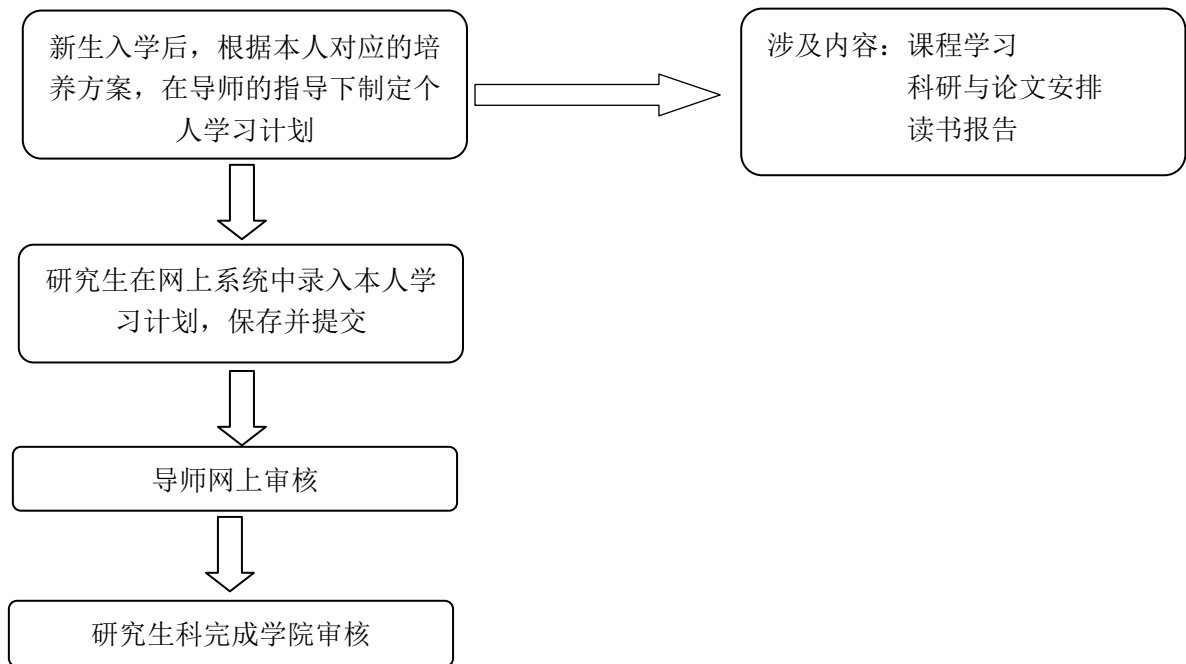 新生入学后，根据本人对应的培
养方案，在导师的指导下制定个
人学习计划
涉及内容：课程学习
科研与论文安排
读书报告
研究生在网上系统中录入本人学
习计划，保存并提交
导师网上审核
研究生科完成学院审核